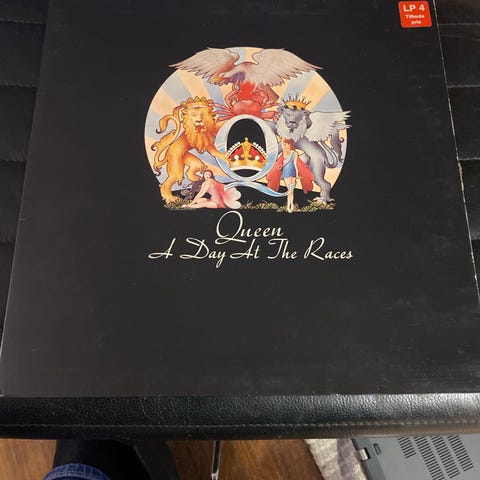 LP 4
Tilbuds
pris
Queen
A Day At The Races